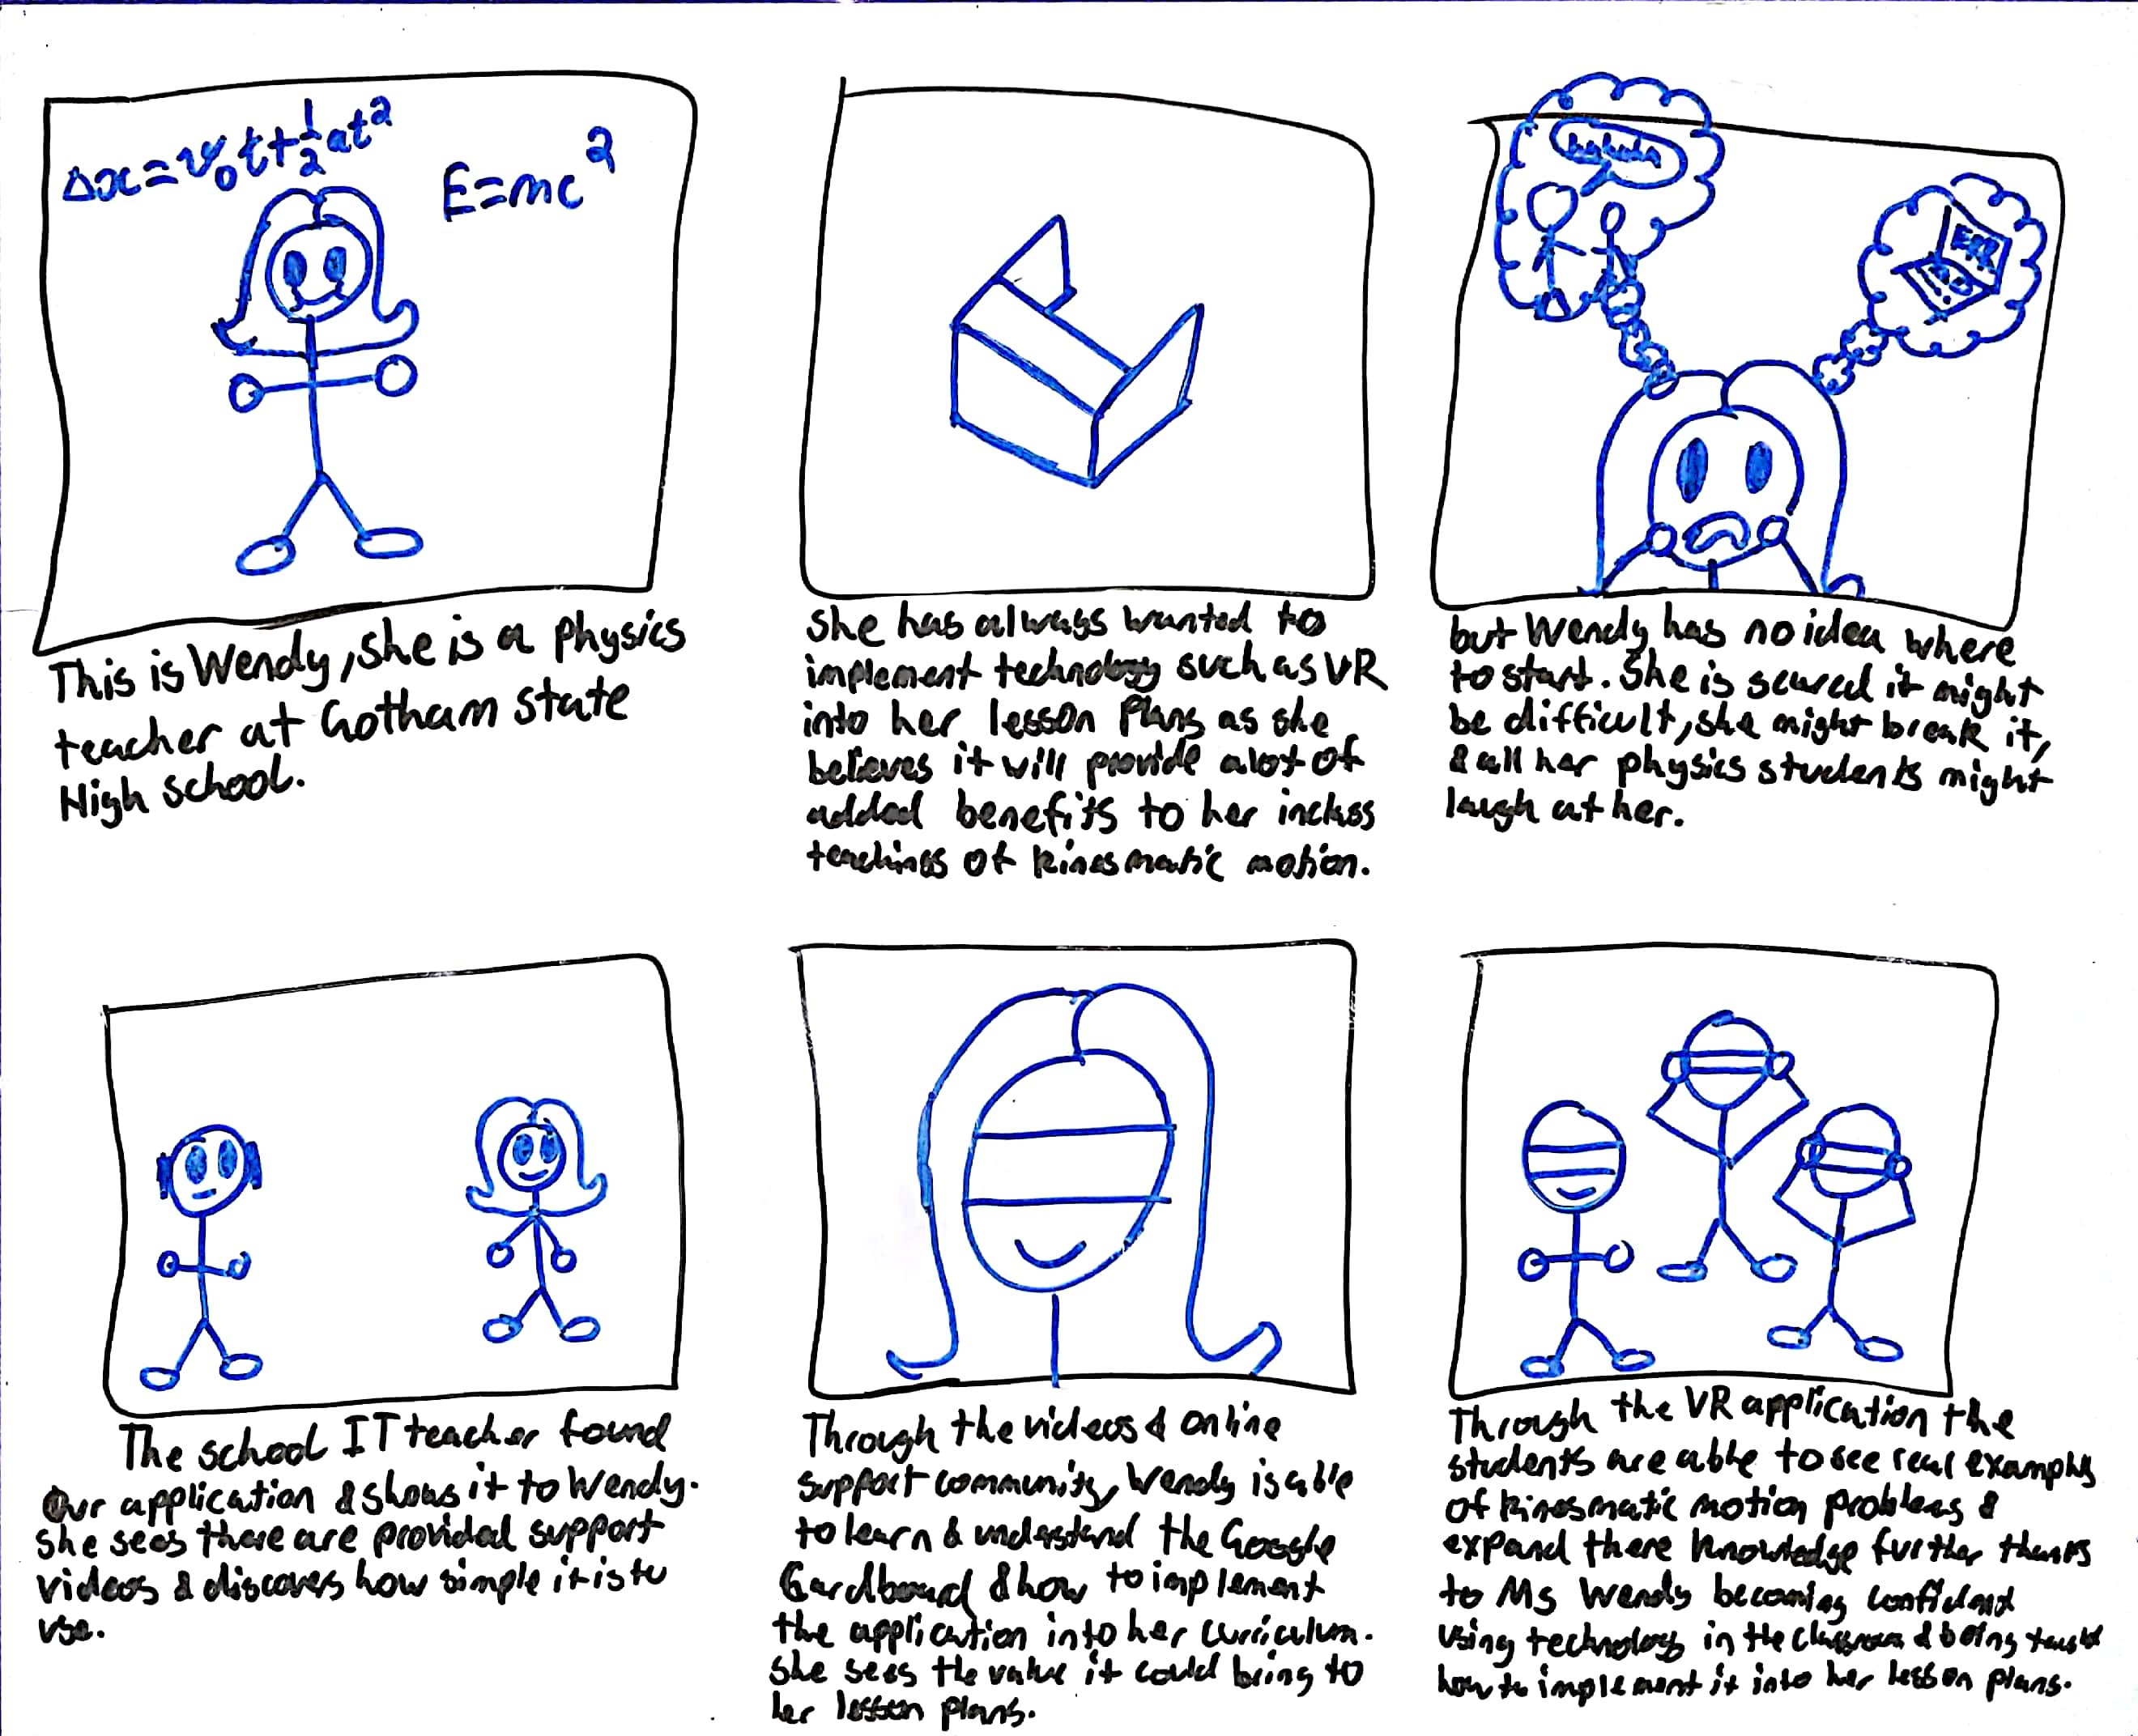 Δx=v₀t+½at²
E=mc²
This is Wendy, she is a physics
teacher at Gotham state
High school.
she has always wanted to
implement technology such as VR
into her lesson plans as she
believes it will provide alot of
added benefits to her inclass
teachings of kinesmatic motion.
hahaha
ERR
but Wendy has no idea where
to start. She is scared it might
be difficult, she might break it,
& all her physics students might
laugh at her.
The school IT teacher found
Our application & shows it to Wendy.
she sees there are provided support
videos & discovers how simple it is to
use.
Through the videos & online
support community, Wendy is able
to learn & understand the Google
Cardboard & how to implement
the application into her curriculum.
she sees the value it could bring to
her lesson plans.
Through the VR application the
students are able to see real examples
of kinesmatic motion problems &
expand there knowledge further thanks
to Ms Wendy becoming confident
using technology in the classroom & being taught
how to implement it into her lesson plans.